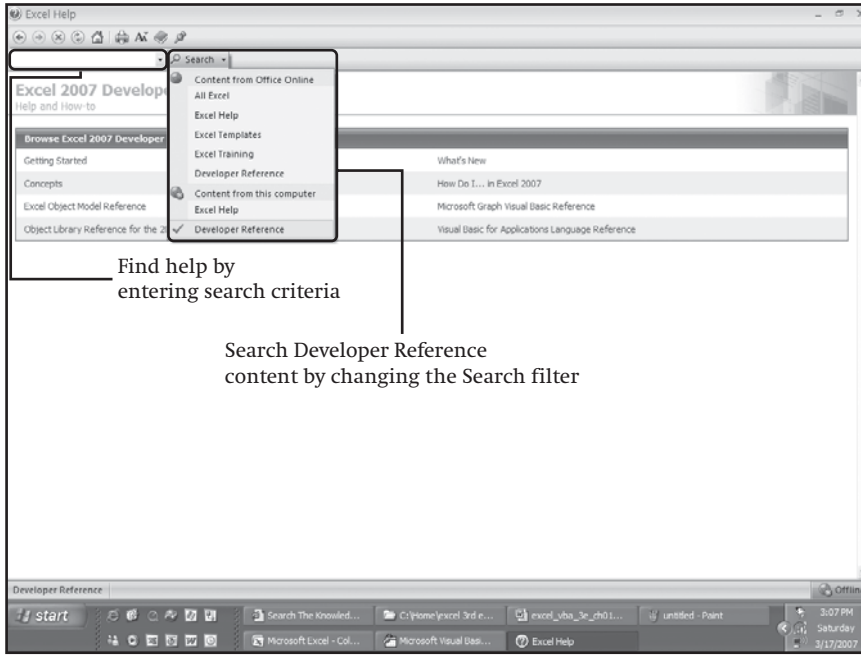 Excel Help
Search
Content from Office Online
All Excel
Excel Help
Excel Templates
Excel Training
Developer Reference
Content from this computer
Excel Help
Developer Reference
Excel 2007 Develop
Help and How-to
Browse Excel 2007 Developer
Getting Started
What's New
Concepts
How Do I... in Excel 2007
Excel Object Model Reference
Microsoft Graph Visual Basic Reference
Object Library Reference for the 2
Visual Basic for Applications Language Reference
Find help by
entering search criteria
Search Developer Reference
content by changing the Search filter
Developer Reference
Offlin
start
Search The Knowled...
C:\Home\excel 3rd e...
excel_vba_3e_ch01...
untitled - Paint
3:07 PM
Saturday
Microsoft Excel - Col...
Microsoft Visual Basi...
Excel Help
3/17/2007